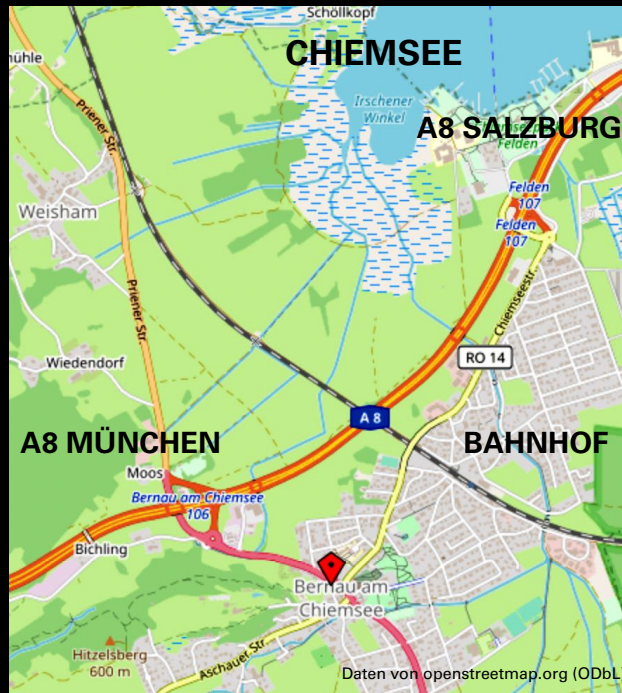 Schöllkopf
CHIEMSEE
ühle
Irschener
Winkel
Priener Str.
A8 SALZBURG
Felden
Weisham
Felden
107
Felden
107
Chiemseestr.
Priener Str.
Wiedendorf
RO 14
A 8
A8 MÜNCHEN
BAHNHOF
Moos
Bernau am Chiemsee
106
Bichling
Bernau am
Chiemsee
Hitzelsberg
600 m
Aschauer Str.
Daten von openstreetmap.org (ODbL